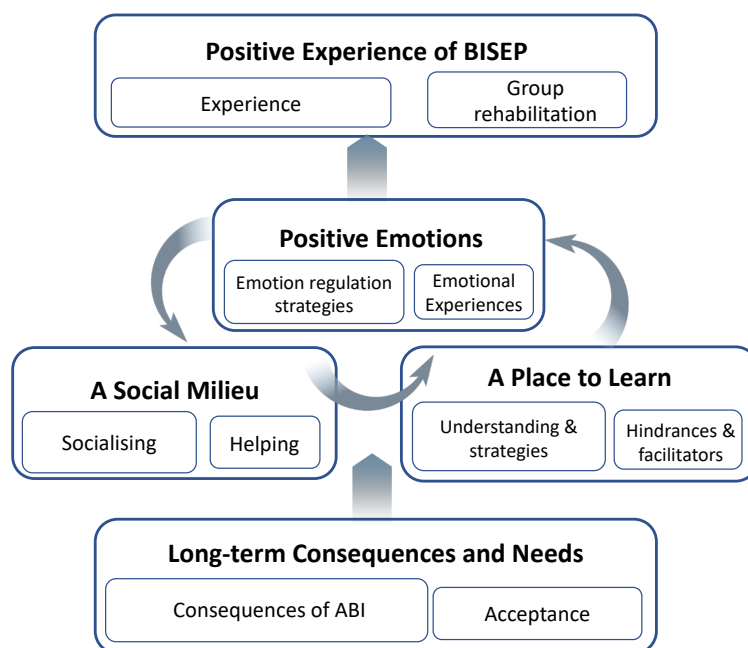 Positive Experience of BISEP
Experience
Group
rehabilitation
Positive Emotions
Emotion regulation
strategies
Emotional
Experiences
A Social Milieu
Socialising
Helping
A Place to Learn
Understanding &
strategies
Hindrances &
facilitators
Long-term Consequences and Needs
Consequences of ABI
Acceptance